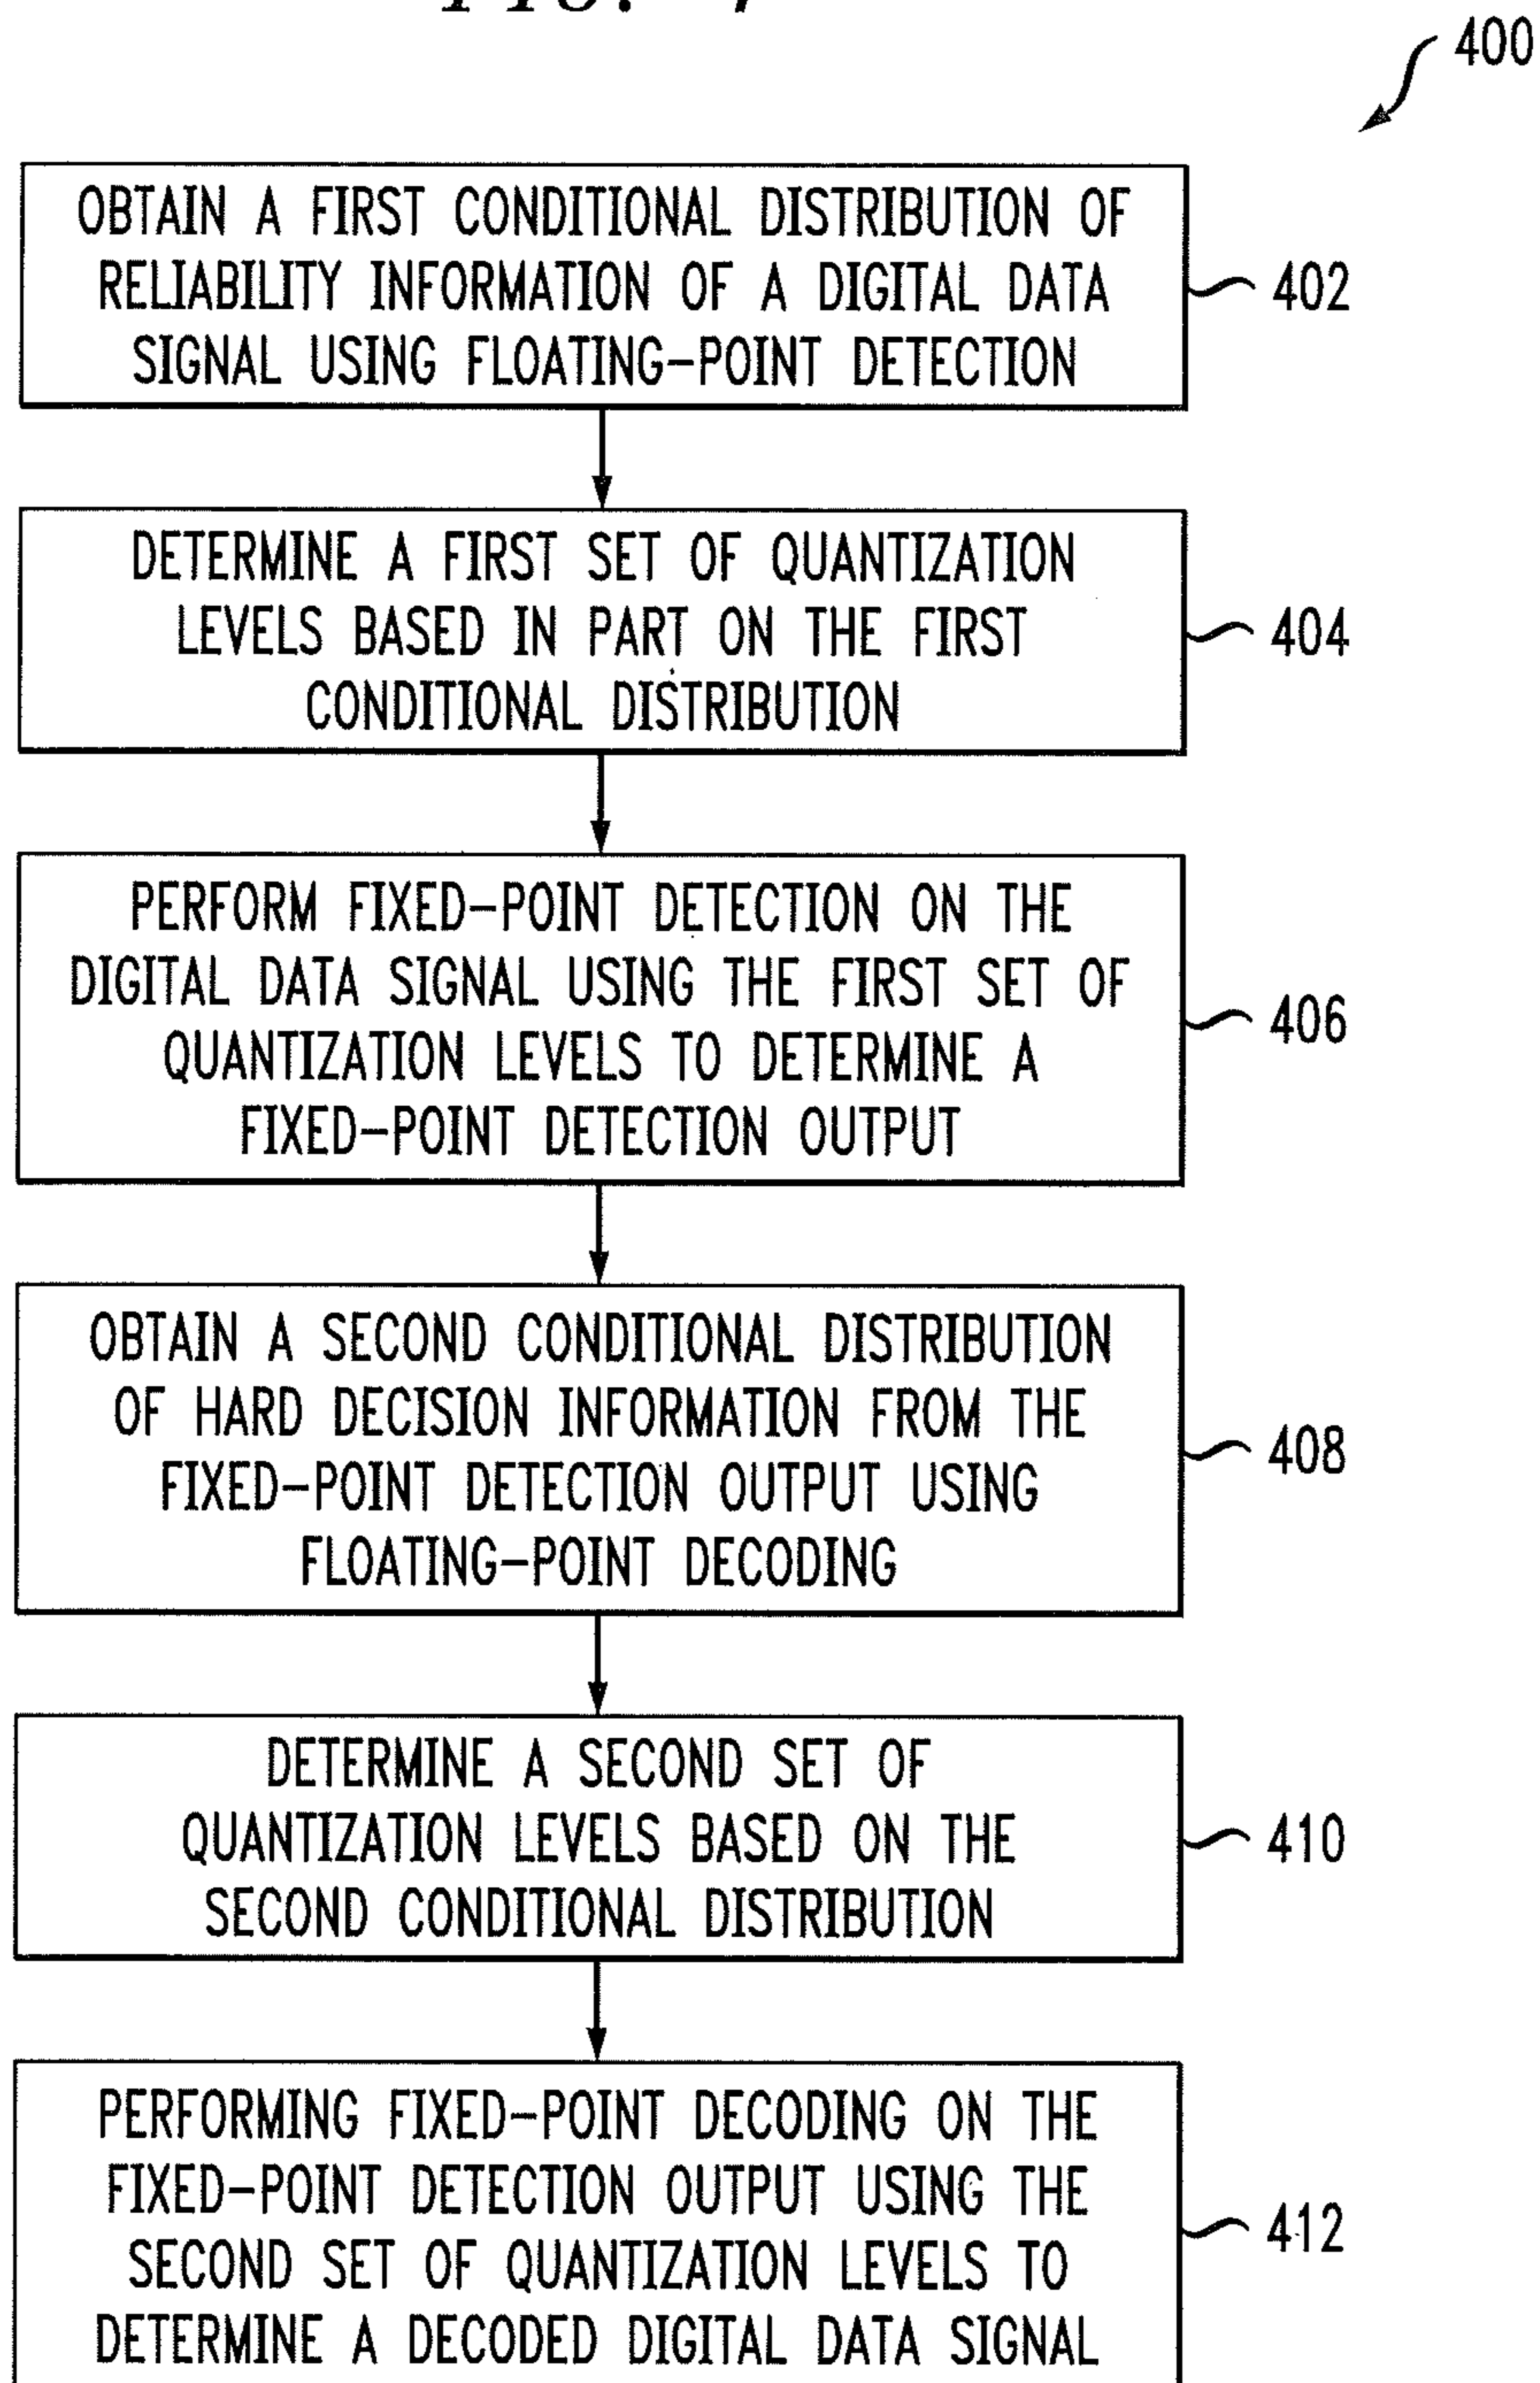 400
OBTAIN A FIRST CONDITIONAL DISTRIBUTION OF
RELIABILITY INFORMATION OF A DIGITAL DATA
SIGNAL USING FLOATING-POINT DETECTION
402
DETERMINE A FIRST SET OF QUANTIZATION
LEVELS BASED IN PART ON THE FIRST
CONDITIONAL DISTRIBUTION
404
PERFORM FIXED-POINT DETECTION ON THE
DIGITAL DATA SIGNAL USING THE FIRST SET OF
QUANTIZATION LEVELS TO DETERMINE A
FIXED-POINT DETECTION OUTPUT
406
OBTAIN A SECOND CONDITIONAL DISTRIBUTION
OF HARD DECISION INFORMATION FROM THE
FIXED-POINT DETECTION OUTPUT USING
FLOATING-POINT DECODING
408
DETERMINE A SECOND SET OF
QUANTIZATION LEVELS BASED ON THE
SECOND CONDITIONAL DISTRIBUTION
410
PERFORMING FIXED-POINT DECODING ON THE
FIXED-POINT DETECTION OUTPUT USING THE
SECOND SET OF QUANTIZATION LEVELS TO
DETERMINE A DECODED DIGITAL DATA SIGNAL
412